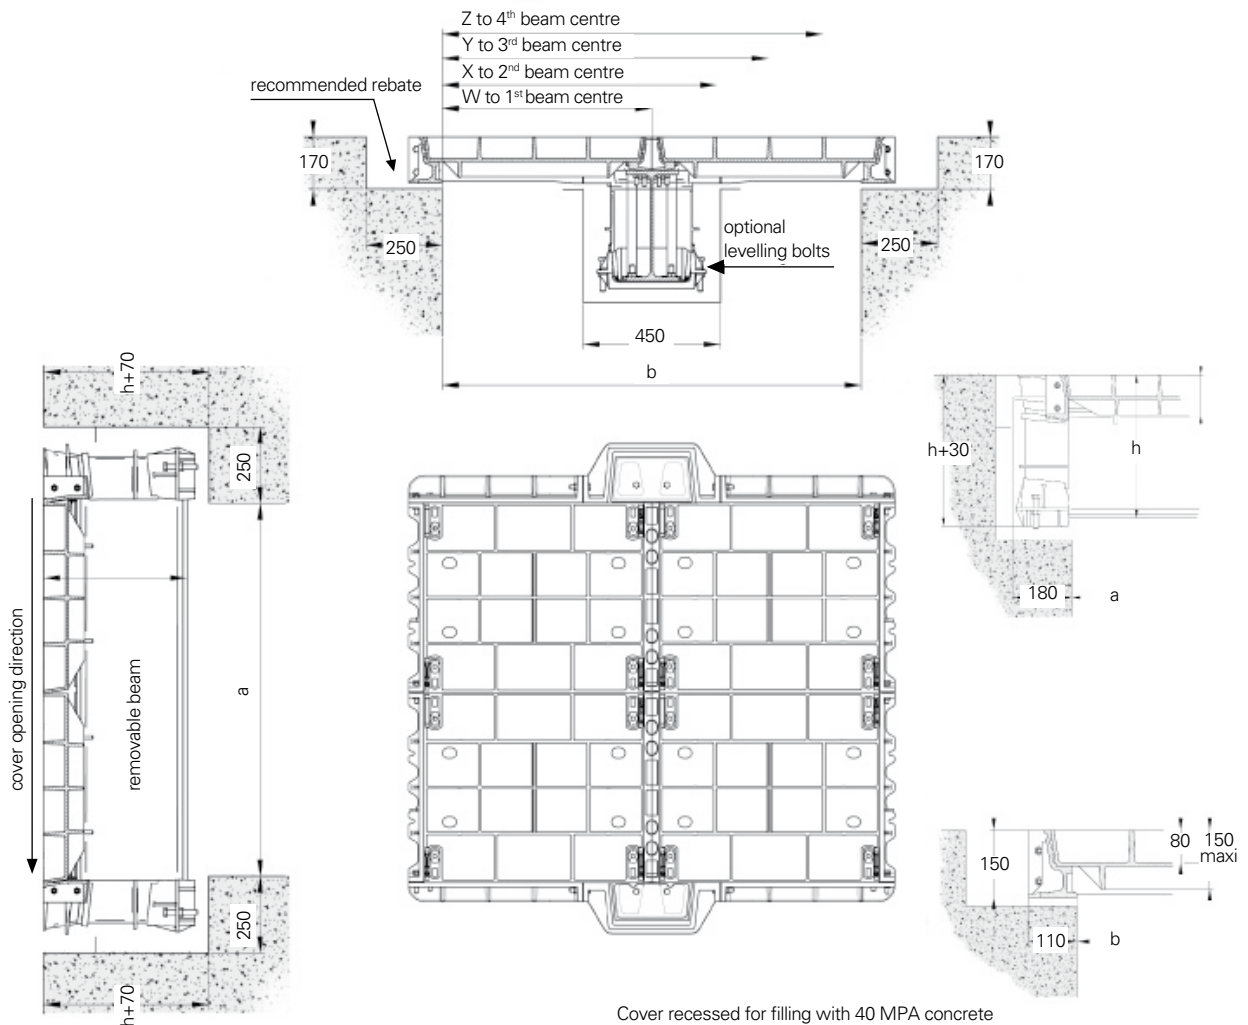 Z to 4th beam centre
Y to 3rd beam centre
X to 2nd beam centre
W to 1st beam centre
recommended rebate
170
170
250
250
optional
levelling bolts
450
b
h+70
250
cover opening direction
removable beam
a
250
h+70
h+30
h
180
a
150
80
150
maxi
110
b
Cover recessed for filling with 40 MPA concrete